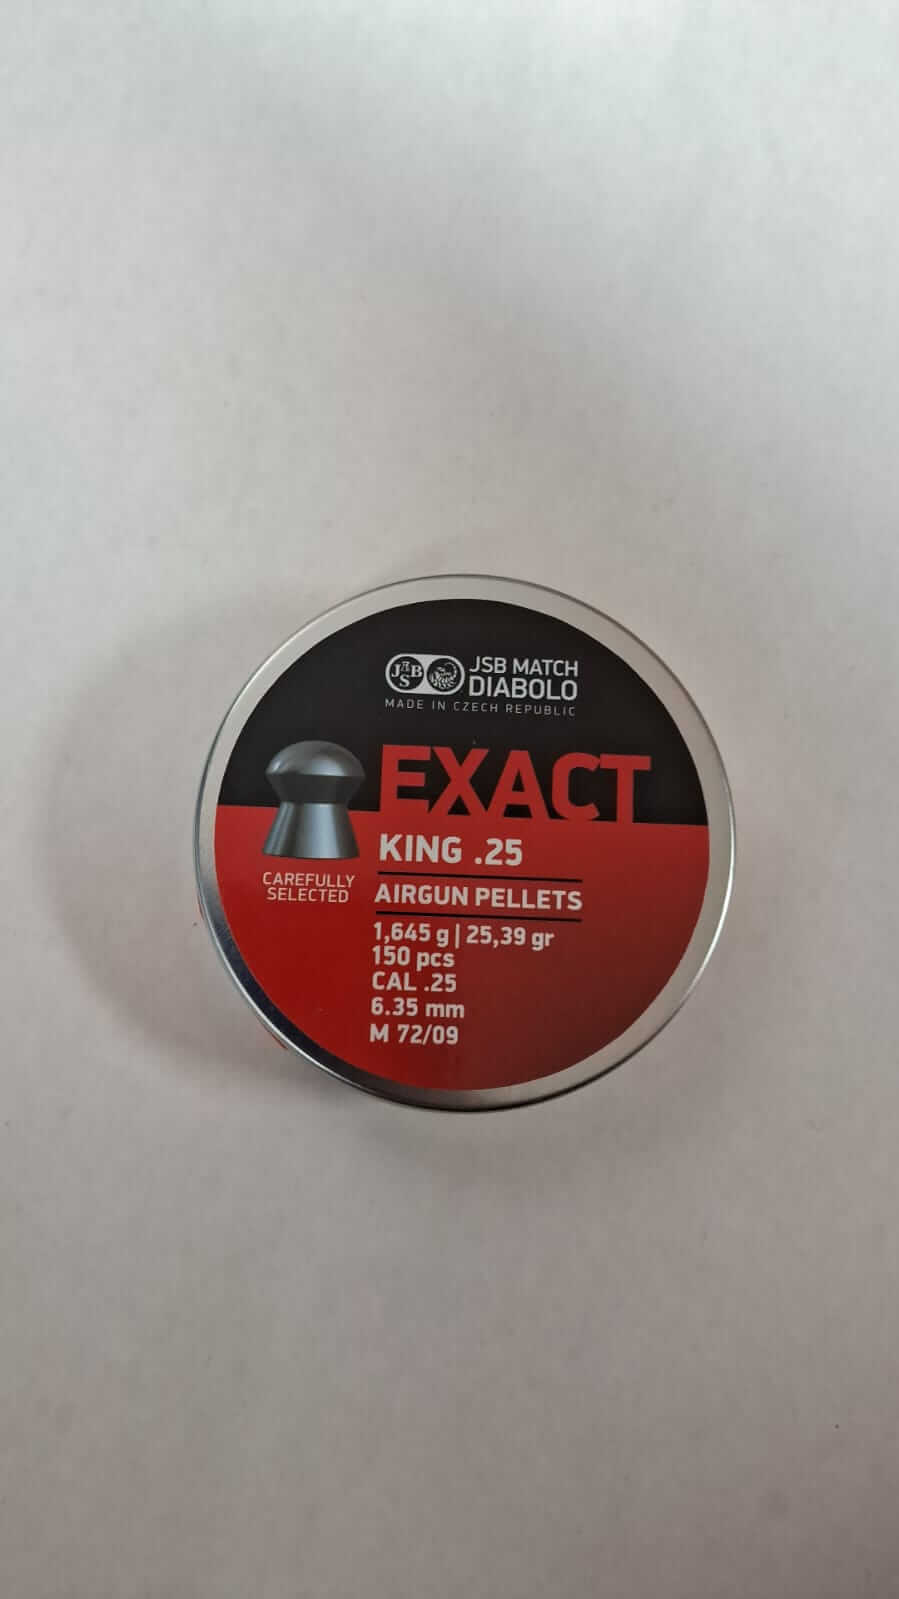 JSB
JSB MATCH
DIABOLO
MADE IN CZECH REPUBLIC
EXACT
KING .25
CAREFULLY
SELECTED
AIRGUN PELLETS
1,645 g | 25,39 gr
150 pcs
CAL .25
6.35 mm
M 72/09